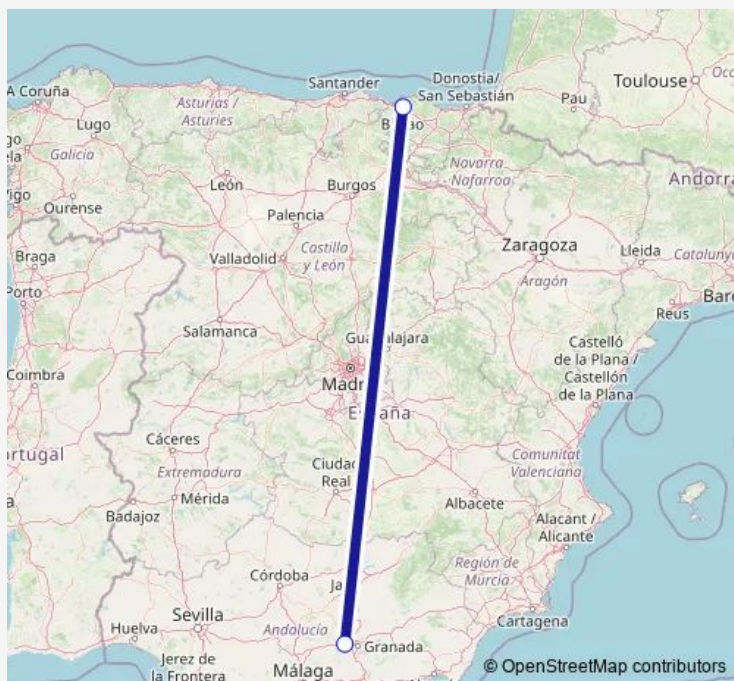 Donostia/
San Sebastián
Toulouse
Santander
A Coruña
Asturias /
Asturies
Pau
Lugo
Galicia
Navarra
Nafarroa
León
Burgos
Andorra
Vigo
Ourense
Palencia
Castilla
y León
Zaragoza
Lleida
Braga
Valladolid
Aragón
Porto
Reus
Salamanca
Castelló
de la Plana /
Castellón
de la Plana
Coimbra
Cáceres
Comunitat
Valenciana
Extremadura
Ciudad
Real
Mérida
Albacete
Badajoz
Alacant /
Alicante
Región de
Murcia
Córdoba
Sevilla
Andalucía
Cartagena
Huelva
Granada
Jerez de
la Frontera
Málaga
© OpenStreetMap contributors